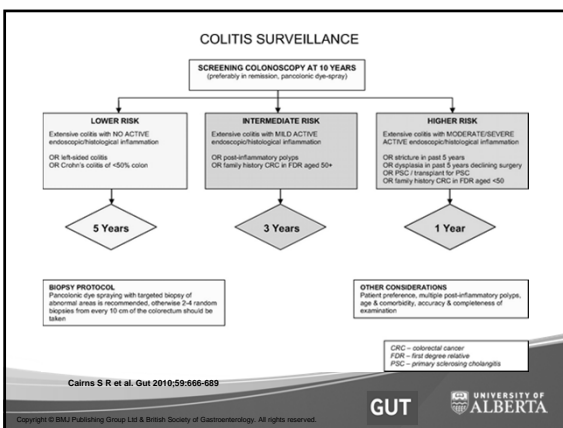 COLITIS SURVEILLANCE
SCREENING COLONOSCOPY AT 10 YEARS
(preferably in remission, pancolonic dye-spray)
LOWER RISK
Extensive colitis with NO ACTIVE
endoscopic/histological inflammation
OR left-sided colitis
OR Crohn's colitis of <50% colon
INTERMEDIATE RISK
Extensive colitis with MILD ACTIVE
endoscopic/histological inflammation
OR post-inflammatory polyps
OR family history CRC in FDR aged 50+
HIGHER RISK
Extensive colitis with MODERATE/SEVERE
ACTIVE endoscopic/histological inflammation
OR stricture in past 5 years
OR dysplasia in past 5 years declining surgery
OR PSC / transplant for PSC
OR family history CRC in FDR aged <50
5 Years
3 Years
1 Year
BIOPSY PROTOCOL
Pancolonic dye spraying with targeted biopsy of
abnormal areas is recommended, otherwise 2-4 random
biopsies from every 10 cm of the colorectum should be
taken
OTHER CONSIDERATIONS
Patient preference, multiple post-inflammatory polyps,
age & comorbidity, accuracy & completeness of
examination
CRC – colorectal cancer
FDR – first degree relative
PSC – primary sclerosing cholangitis
Cairns S R et al. Gut 2010;59:666-689
Copyright © BMJ Publishing Group Ltd & British Society of Gastroenterology. All rights reserved.
GUT
UNIVERSITY OF
ALBERTA